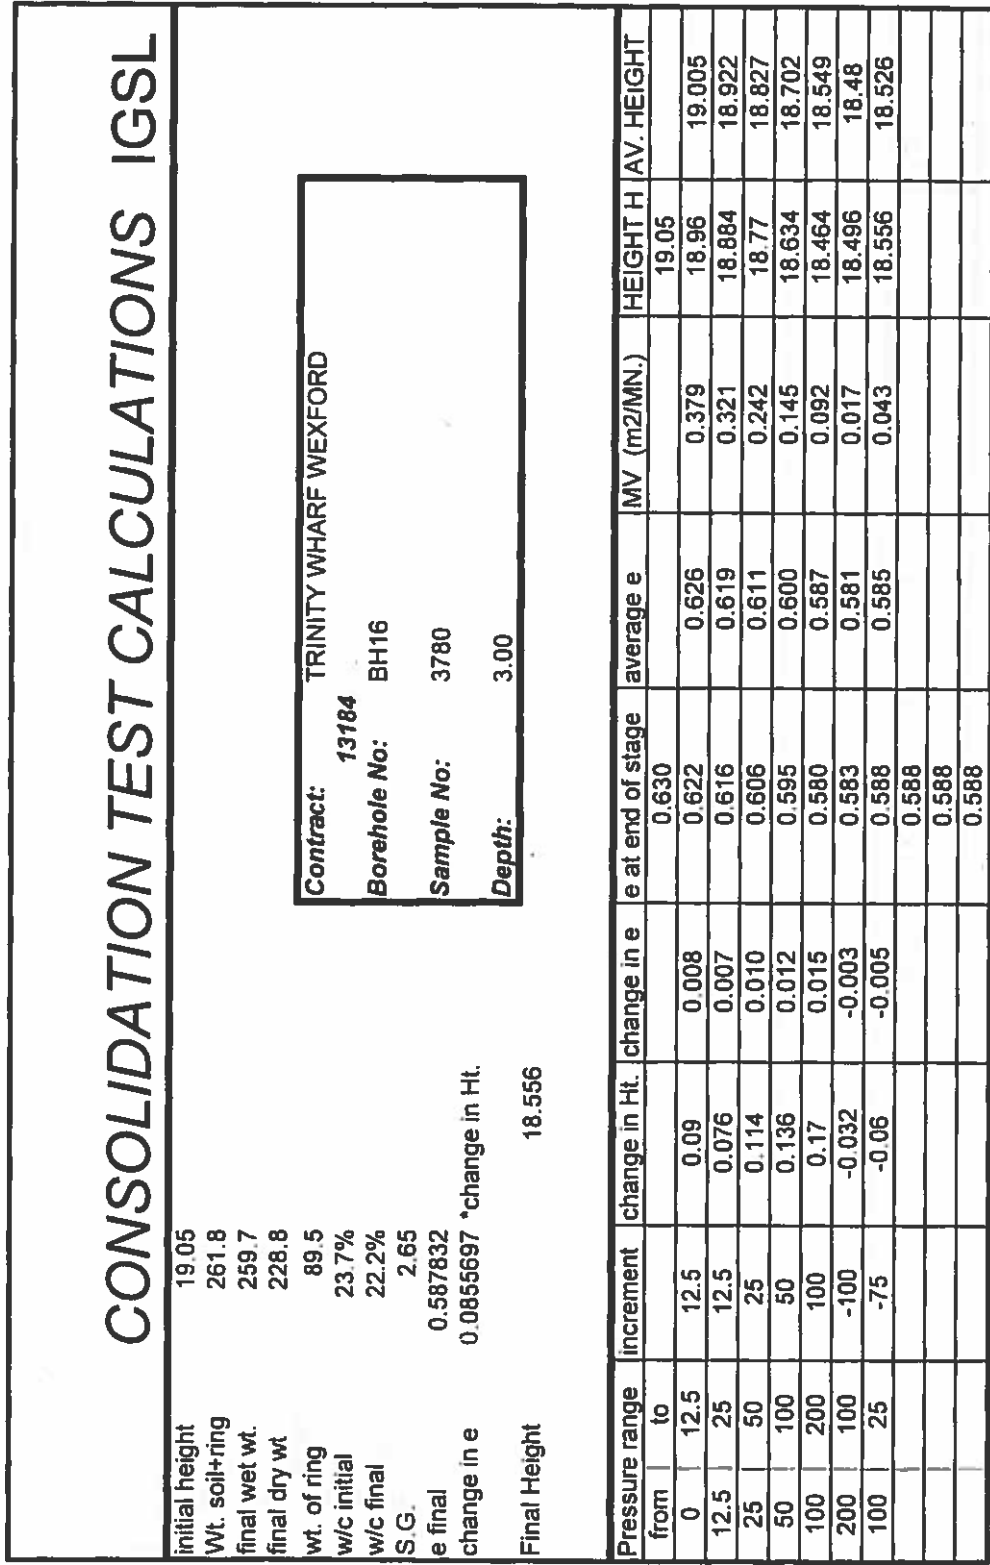 CONSOLIDATION TEST CALCULATIONS IGSL
initial height 19.05
Wt. soil+ring 261.8
final wet wt. 259.7
final dry wt 228.8
wt. of ring 89.5
w/c initial 23.7%
w/c final 22.2%
S.G. 2.65
e final 0.587832
change in e 0.0855697 *change in Ht.
Final Height 18.556
Contract: TRINITY WHARF WEXFORD
13184
Borehole No: BH16
Sample No: 3780
Depth: 3.00
Pressure range increment change in Ht. change in e e at end of stage average e MV (m2/MN.) HEIGHT H AV. HEIGHT
from to 0.630 19.05
0 12.5 12.5 0.09 0.008 0.622 0.626 0.379 18.96 19.005
12.5 25 12.5 0.076 0.007 0.616 0.619 0.321 18.884 18.922
25 50 25 0.114 0.010 0.606 0.611 0.242 18.77 18.827
50 100 50 0.136 0.012 0.595 0.600 0.145 18.634 18.702
100 200 100 0.17 0.015 0.580 0.587 0.092 18.464 18.549
200 100 -100 -0.032 -0.003 0.583 0.581 0.017 18.496 18.48
100 25 -75 -0.06 -0.005 0.588 0.585 0.043 18.556 18.526
0.588
0.588
0.588